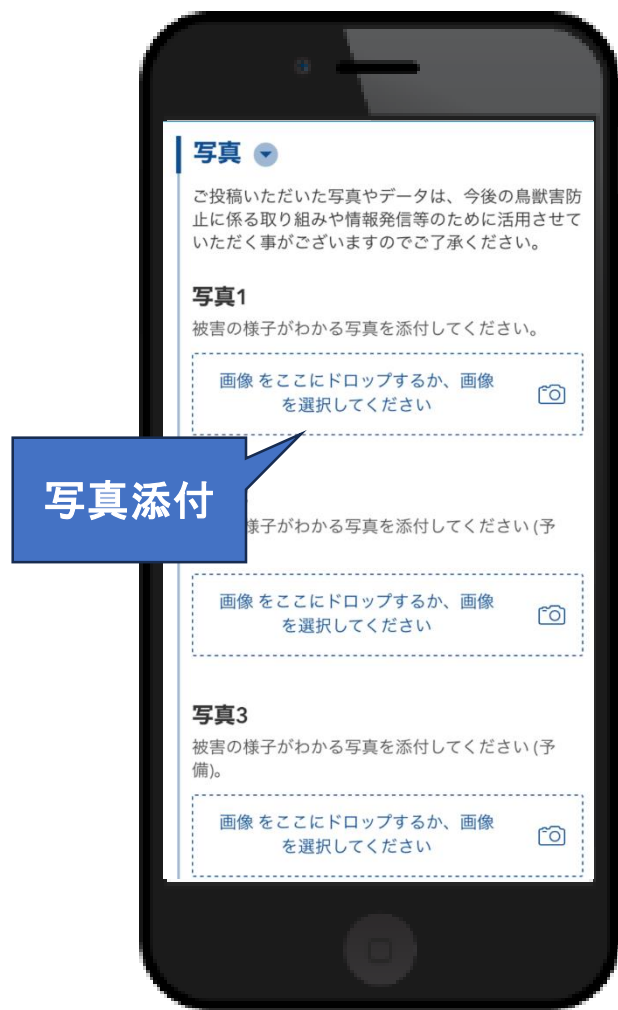 写真
ご投稿いただいた写真やデータは、今後の鳥獣害防
止に係る取り組みや情報発信等のために活用させて
いただく事がございますのでご了承ください。
写真1
被害の様子がわかる写真を添付してください。
画像 をここにドロップするか、画像
を選択してください
写真添付
様子がわかる写真を添付してください (予
画像 をここにドロップするか、画像
を選択してください
写真3
被害の様子がわかる写真を添付してください (予
備)。
画像 をここにドロップするか、画像
を選択してください